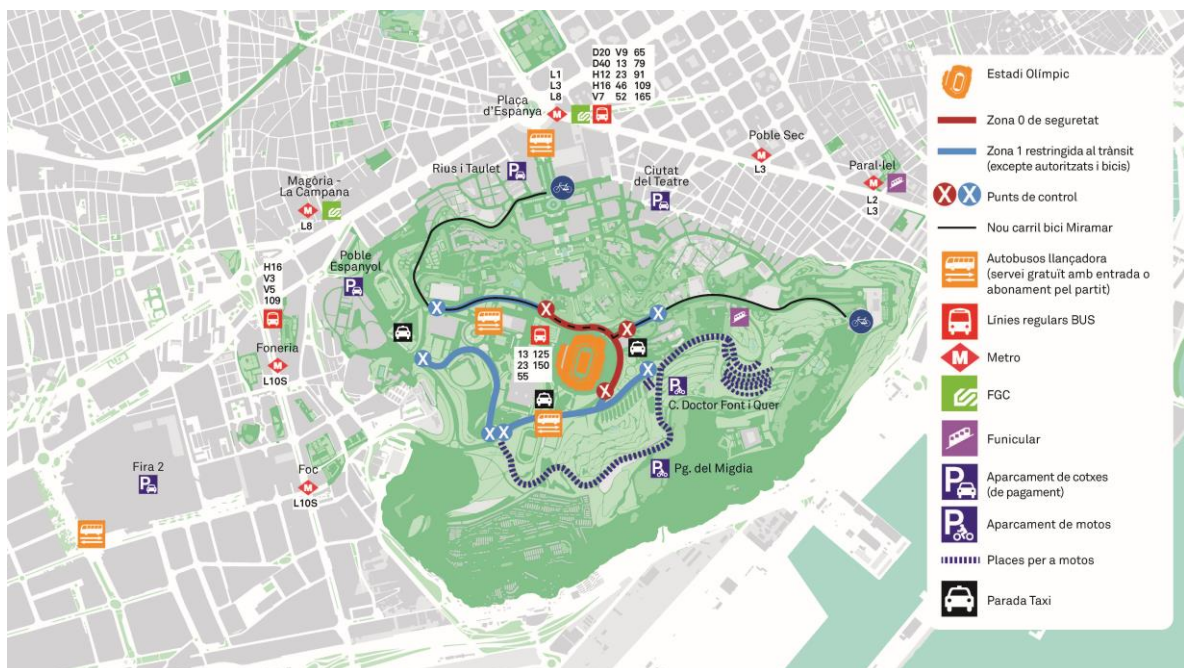 D20 V9 65
D40 13 79
H12 23 91
H16 46 109
V7 52 165
L1
L3
L8
Plaça
d'Espanya
M
Poble Sec
M
L3
Paral·lel
M
L2
L3
Rius i Taulet
P
Ciutat
del Teatre
P
Magòria -
La Campana
M
L8
Poble
Espanyol
P
H16
V3
V5
109
Foneria
M
L10S
X
X
X
X
X
X
X
X
X
13 125
23 150
55
P
C. Doctor Font i Quer
P
Pg. del Migdia
Fira 2
P
Foc
M
L10S
Estadi Olímpic
Zona 0 de seguretat
Zona 1 restringida al trànsit
(excepte autoritzats i bicis)
X X Punts de control
Nou carril bici Miramar
Autobusos llançadora
(servei gratuït amb entrada o
abonament pel partit)
Línies regulars BUS
M Metro
FGC
Funicular
P Aparcament de cotxes
(de pagament)
P Aparcament de motos
Places per a motos
Parada Taxi